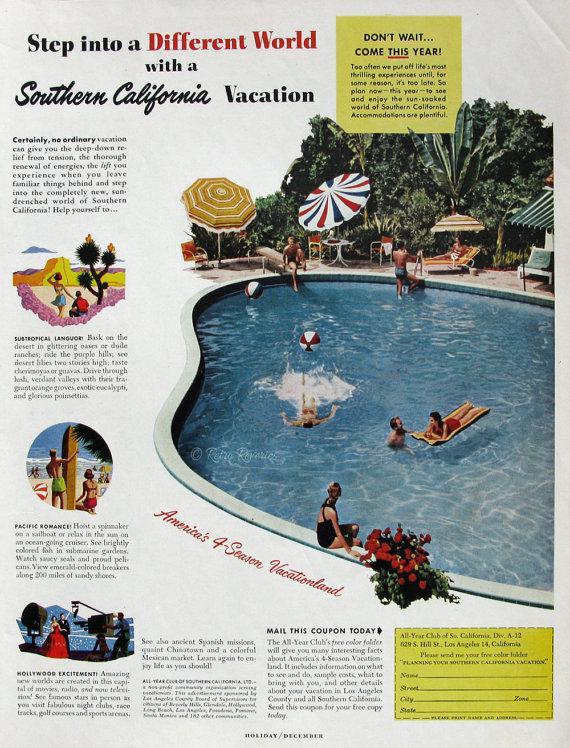 Step into a Different World
with a
Southern California Vacation
DON'T WAIT...
COME THIS YEAR!
Too often we put off life's most
thrilling experiences until, for
some reason, it's too late. So
plan now—this year—to see
and enjoy the sun-soaked
world of Southern California.
Accommodations are plentiful.
Certainly, no ordinary vacation
can give you the deep-down re-
lief from tension, the thorough
renewal of energies, the lift you
experience when you leave
familiar things behind and step
into the completely new, sun-
drenched world of Southern
California! Help yourself to...
SUBTROPICAL LANGUOR! Bask on the
desert in glittering oases or dude
ranches; ride the purple hills; see
desert lilies two stories high; taste
cherimoyas or guavas. Drive through
lush, verdant valleys with their fra-
grant orange groves, exotic eucalypti,
and glorious poinsettias.
© Retro Reveries
PACIFIC ROMANCE! Hoist a spinnaker
on a sailboat or relax in the sun on
an ocean-going cruiser. See brightly
colored fish in submarine gardens.
Watch saucy seals and proud peli-
cans. View emerald-colored breakers
along 200 miles of sandy shores.
America's 4-Season Vacationland
HOLLYWOOD EXCITEMENT! Amazing
new worlds are created in this capi-
tal of movies, radio, and now televi-
sion! See famous stars in person as
you visit fabulous night clubs, race
tracks, golf courses and sports arenas.
See also ancient Spanish missions,
quaint Chinatown and a colorful
Mexican market. Learn again to en-
joy life as you should!
ALL-YEAR CLUB OF SOUTHERN CALIFORNIA, LTD.—
a non-profit community organization serving
vacationists. This advertisement sponsored by
Los Angeles County Board of Supervisors for
citizens of Beverly Hills, Glendale, Hollywood,
Long Beach, Los Angeles, Pasadena, Pomona,
Santa Monica and 182 other communities.
MAIL THIS COUPON TODAY
The All-Year Club's free color folder
will give you many interesting facts
about America's 4-Season Vacation-
land. It includes information on what
to see and do, sample costs, what to
bring with you, and other details
about your vacation in Los Angeles
County and all Southern California.
Send this coupon for your free copy
today.
All-Year Club of So. California, Div. A-12
629 S. Hill St., Los Angeles 14, California
Please send me your free color folder
"PLANNING YOUR SOUTHERN CALIFORNIA VACATION."
Name
Street
City Zone
State
PLEASE PRINT NAME AND ADDRESS
HOLIDAY/DECEMBER